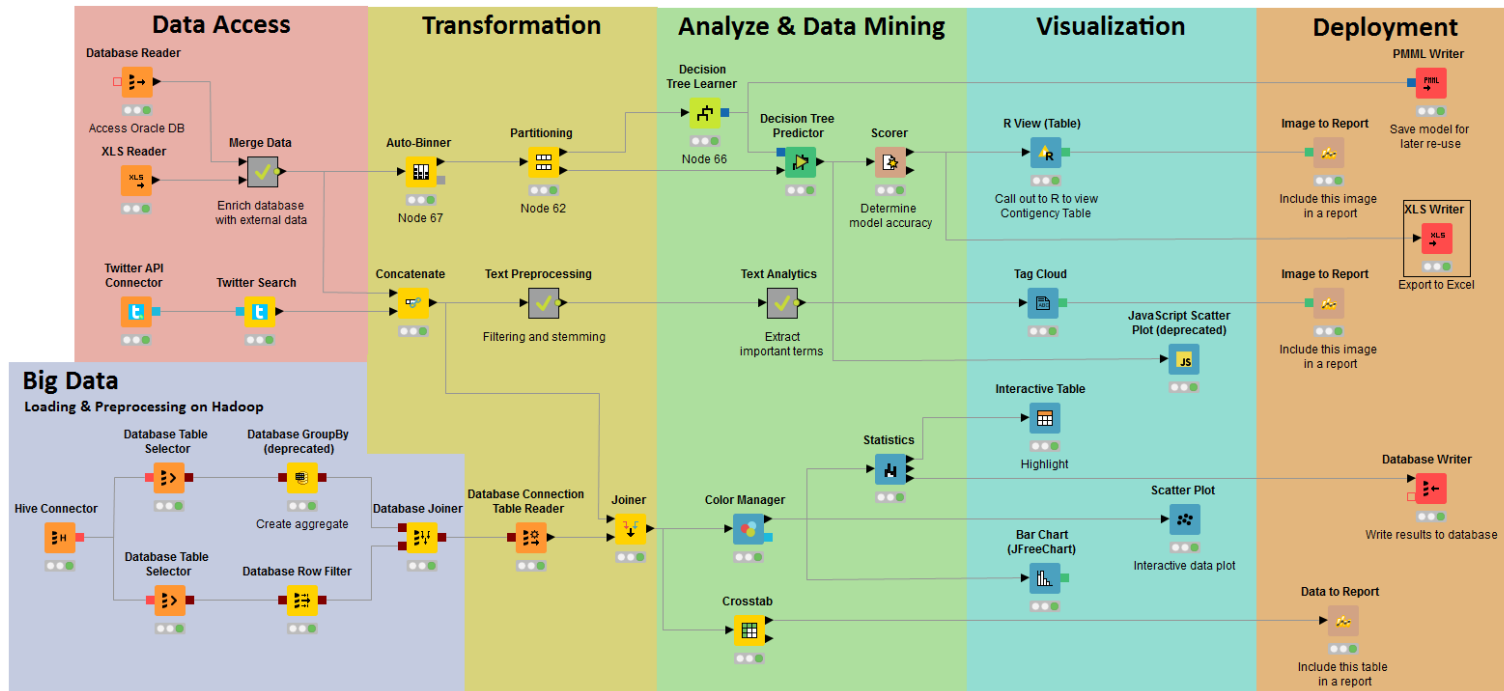 Data Access
Transformation
Analyze & Data Mining
Visualization
Deployment
Database Reader
Access Oracle DB
XLS Reader
XLS
Merge Data
Enrich database
with external data
Twitter API
Connector
Twitter Search
Auto-Binner
Node 67
Partitioning
Node 62
Concatenate
Text Preprocessing
Filtering and stemming
Decision
Tree Learner
Node 66
Decision Tree
Predictor
Scorer
Determine
model accuracy
Text Analytics
Extract
important terms
R View (Table)
R
Call out to R to view
Contigency Table
Tag Cloud
ABC
JavaScript Scatter
Plot (deprecated)
JS
PMML Writer
PMML
Save model for
later re-use
Image to Report
Include this image
in a report
XLS Writer
XLS
Export to Excel
Image to Report
Include this image
in a report
Big Data
Loading & Preprocessing on Hadoop
Hive Connector
H
Database Table
Selector
Database GroupBy
(deprecated)
Create aggregate
Database Table
Selector
Database Row Filter
Database Joiner
Database Connection
Table Reader
Joiner
Color Manager
Statistics
Crosstab
Interactive Table
Highlight
Scatter Plot
Interactive data plot
Bar Chart
(JFreeChart)
Database Writer
Write results to database
Data to Report
Include this table
in a report